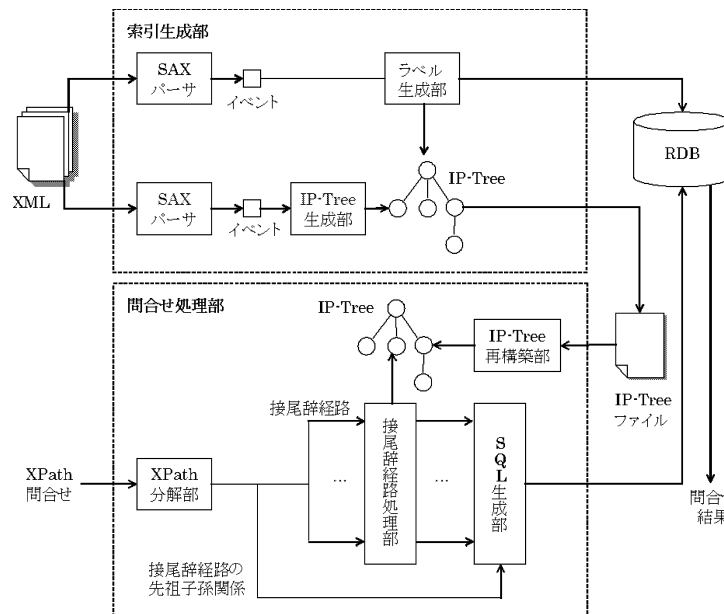 索引生成部
SAX
パーサ
イベント
ラベル
生成部
RDB
XML
SAX
パーサ
イベント
IP-Tree
生成部
IP-Tree
問合せ処理部
IP-Tree
IP-Tree
再構築部
IP-Tree
ファイル
接尾辞経路
XPath
問合せ
XPath
分解部
...
接尾辞経路処理部
...
SQL生成部
問合せ
結果
接尾辞経路の
先祖子孫関係